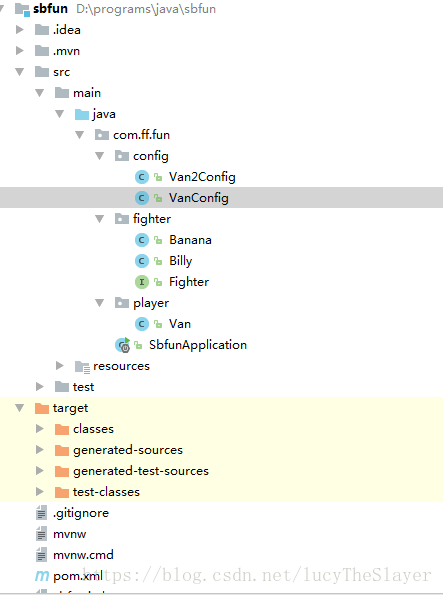 sbfun D:\programs\java\sbfun
.idea
.mvn
src
main
java
com.ff.fun
config
Van2Config
VanConfig
fighter
Banana
Billy
Fighter
player
Van
SbfunApplication
resources
test
target
classes
generated-sources
generated-test-sources
test-classes
.gitignore
mvnw
mvnw.cmd
https://blog.csdn.net/lucyTheSlayer
pom.xml